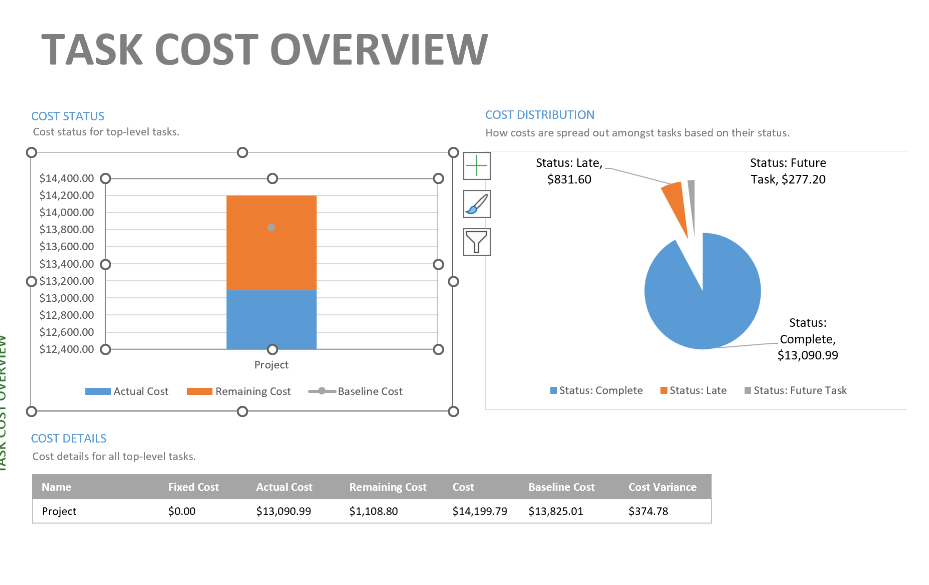 TASK COST OVERVIEW
COST STATUS
Cost status for top-level tasks.
$14,400.00
$14,200.00
$14,000.00
$13,800.00
$13,600.00
$13,400.00
$13,200.00
$13,000.00
$12,800.00
$12,600.00
$12,400.00
Project
Actual Cost Remaining Cost Baseline Cost
COST DISTRIBUTION
How costs are spread out amongst tasks based on their status.
Status: Late,
$831.60
Status: Future
Task, $277.20
Status:
Complete,
$13,090.99
Status: Complete Status: Late Status: Future Task
TASK COST OVERVIEW
COST DETAILS
Cost details for all top-level tasks.
Name Fixed Cost Actual Cost Remaining Cost Cost Baseline Cost Cost Variance
Project $0.00 $13,090.99 $1,108.80 $14,199.79 $13,825.01 $374.78